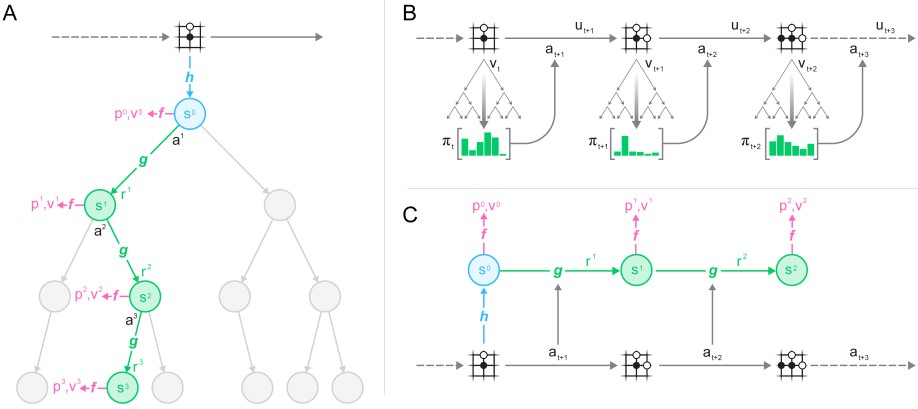 A
h
p⁰,v⁰ f s⁰
a¹
g
r¹
p¹,v¹ f s¹
a²
g
r²
p²,v² f s²
a³
g
r³
p³,v³ f s³
B
u_t+1 u_t+2 u_t+3
a_t+1 a_t+2 a_t+3
v_t v_t+1 v_t+2
π_t π_t+1 π_t+2
C
p⁰,v⁰ p¹,v¹ p²,v²
f f f
s⁰ g r¹ s¹ g r² s²
h
a_t+1 a_t+2 a_t+3